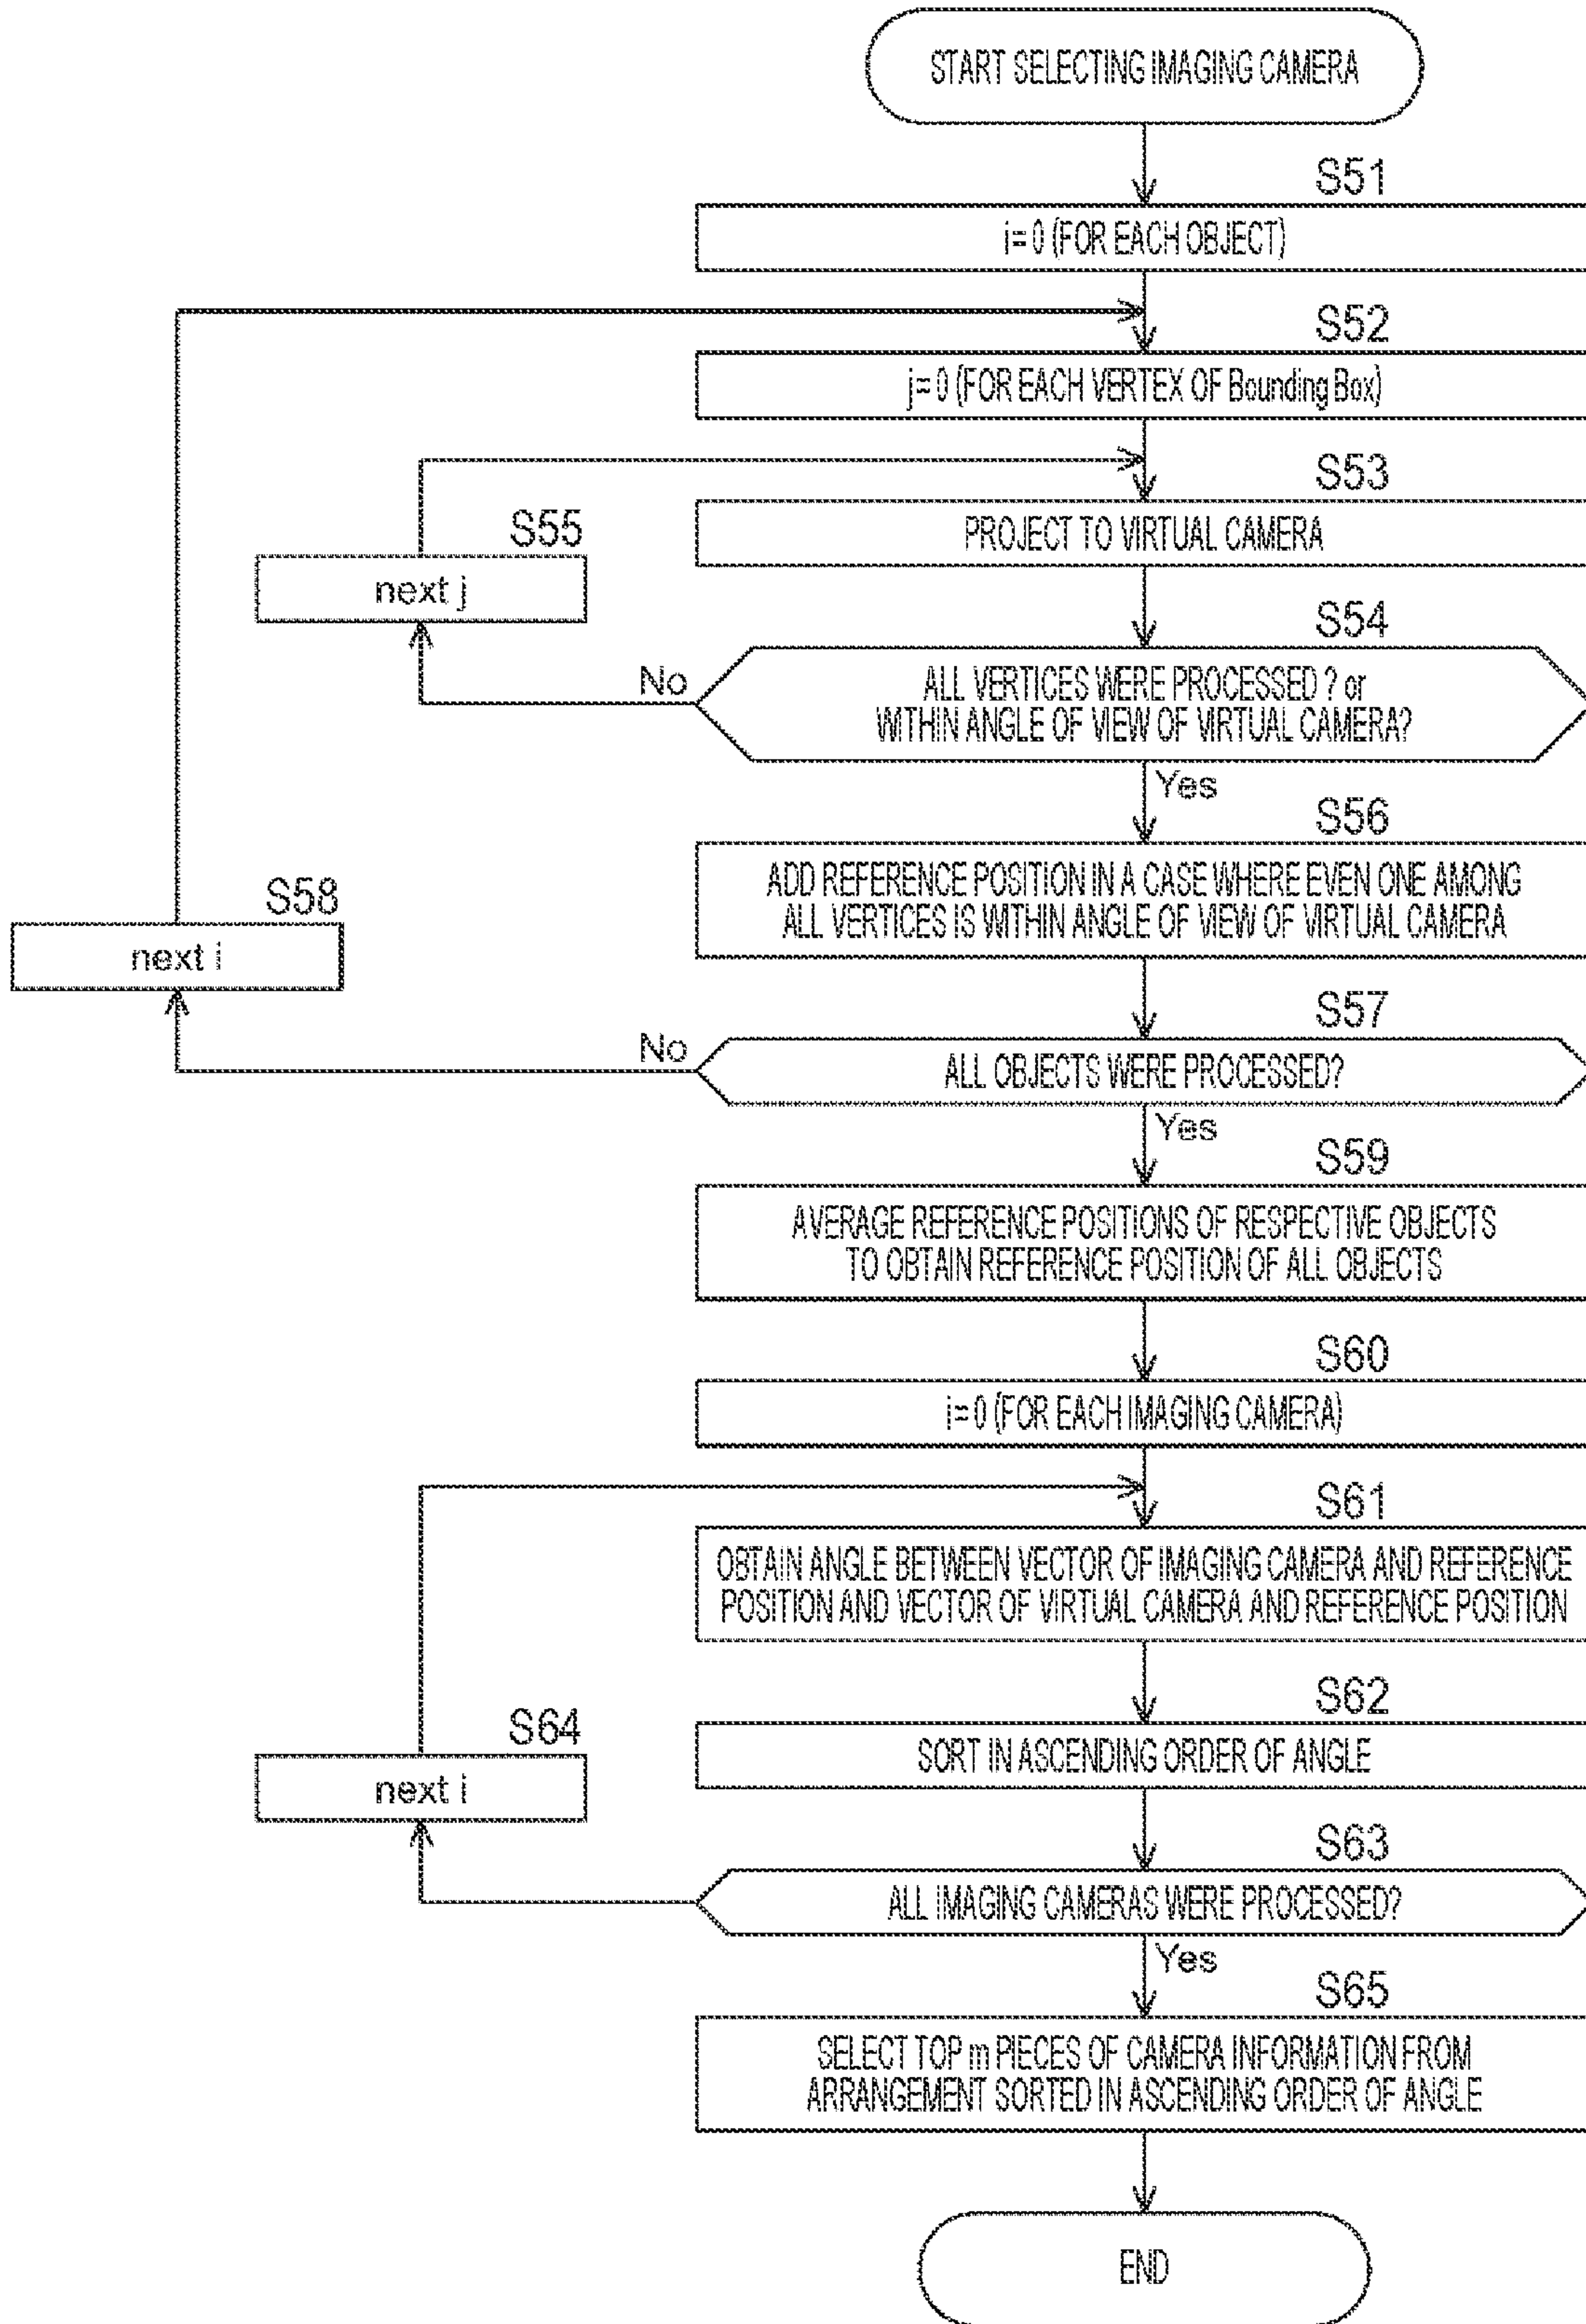 START SELECTING IMAGING CAMERA
S51
i = 0 (FOR EACH OBJECT)
S52
j = 0 (FOR EACH VERTEX OF Bounding Box)
S53
PROJECT TO VIRTUAL CAMERA
S55
next j
S54
ALL VERTICES WERE PROCESSED ? or
WITHIN ANGLE OF VIEW OF VIRTUAL CAMERA?
No
Yes
S56
ADD REFERENCE POSITION IN A CASE WHERE EVEN ONE AMONG
ALL VERTICES IS WITHIN ANGLE OF VIEW OF VIRTUAL CAMERA
S58
next i
S57
ALL OBJECTS WERE PROCESSED?
No
Yes
S59
AVERAGE REFERENCE POSITIONS OF RESPECTIVE OBJECTS
TO OBTAIN REFERENCE POSITION OF ALL OBJECTS
S60
i = 0 (FOR EACH IMAGING CAMERA)
S61
OBTAIN ANGLE BETWEEN VECTOR OF IMAGING CAMERA AND REFERENCE
POSITION AND VECTOR OF VIRTUAL CAMERA AND REFERENCE POSITION
S62
SORT IN ASCENDING ORDER OF ANGLE
S64
next i
S63
ALL IMAGING CAMERAS WERE PROCESSED?
Yes
S65
SELECT TOP m PIECES OF CAMERA INFORMATION FROM
ARRANGEMENT SORTED IN ASCENDING ORDER OF ANGLE
END